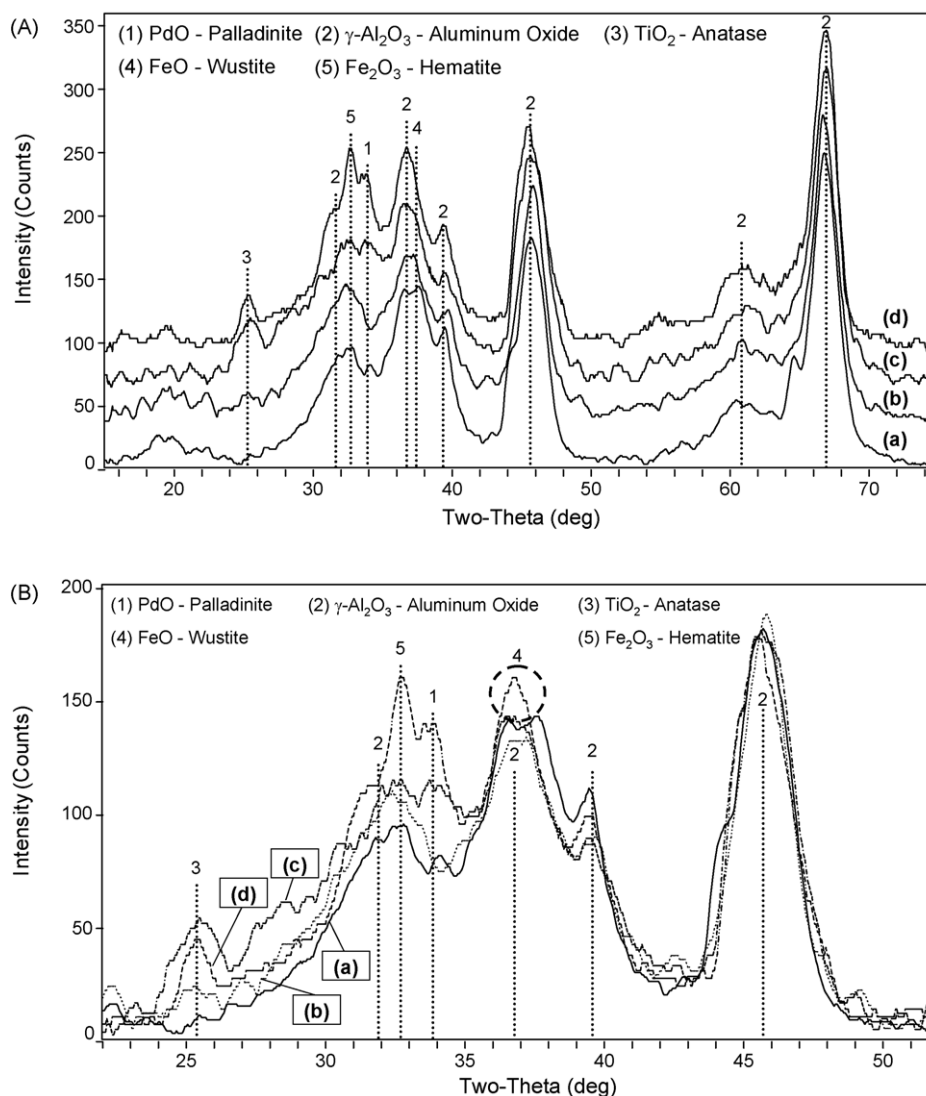 (A)
(1) PdO - Palladinite (2) γ-Al₂O₃ - Aluminum Oxide (3) TiO₂ - Anatase
(4) FeO - Wustite (5) Fe₂O₃ - Hematite
350
300
250
200
150
100
50
0
Intensity (Counts)
2
5
1
2
4
2
2
3
2
2
2
(d)
(c)
(b)
(a)
20 30 40 50 60 70
Two-Theta (deg)
(B)
(1) PdO - Palladinite (2) γ-Al₂O₃ - Aluminum Oxide (3) TiO₂ - Anatase
(4) FeO - Wustite (5) Fe₂O₃ - Hematite
200
150
100
50
0
Intensity (Counts)
5
4
1
2
2
2
2
3
(c)
(d)
(a)
(b)
25 30 35 40 45 50
Two-Theta (deg)